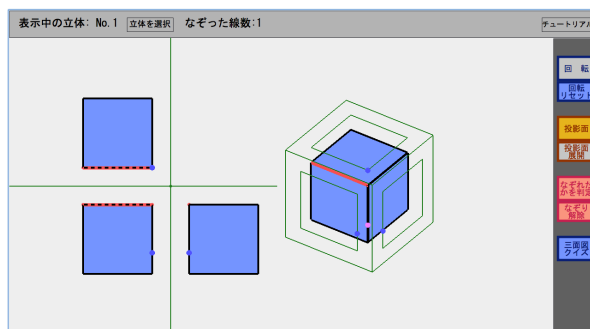 表示中の立体: No.1 立体を選択 なぞった線数:1 チュートリアル
回 転
回転
リセット
投影面
投影面
展開
なぞれた
かを判定
なぞり
解除
三面図
クイズ